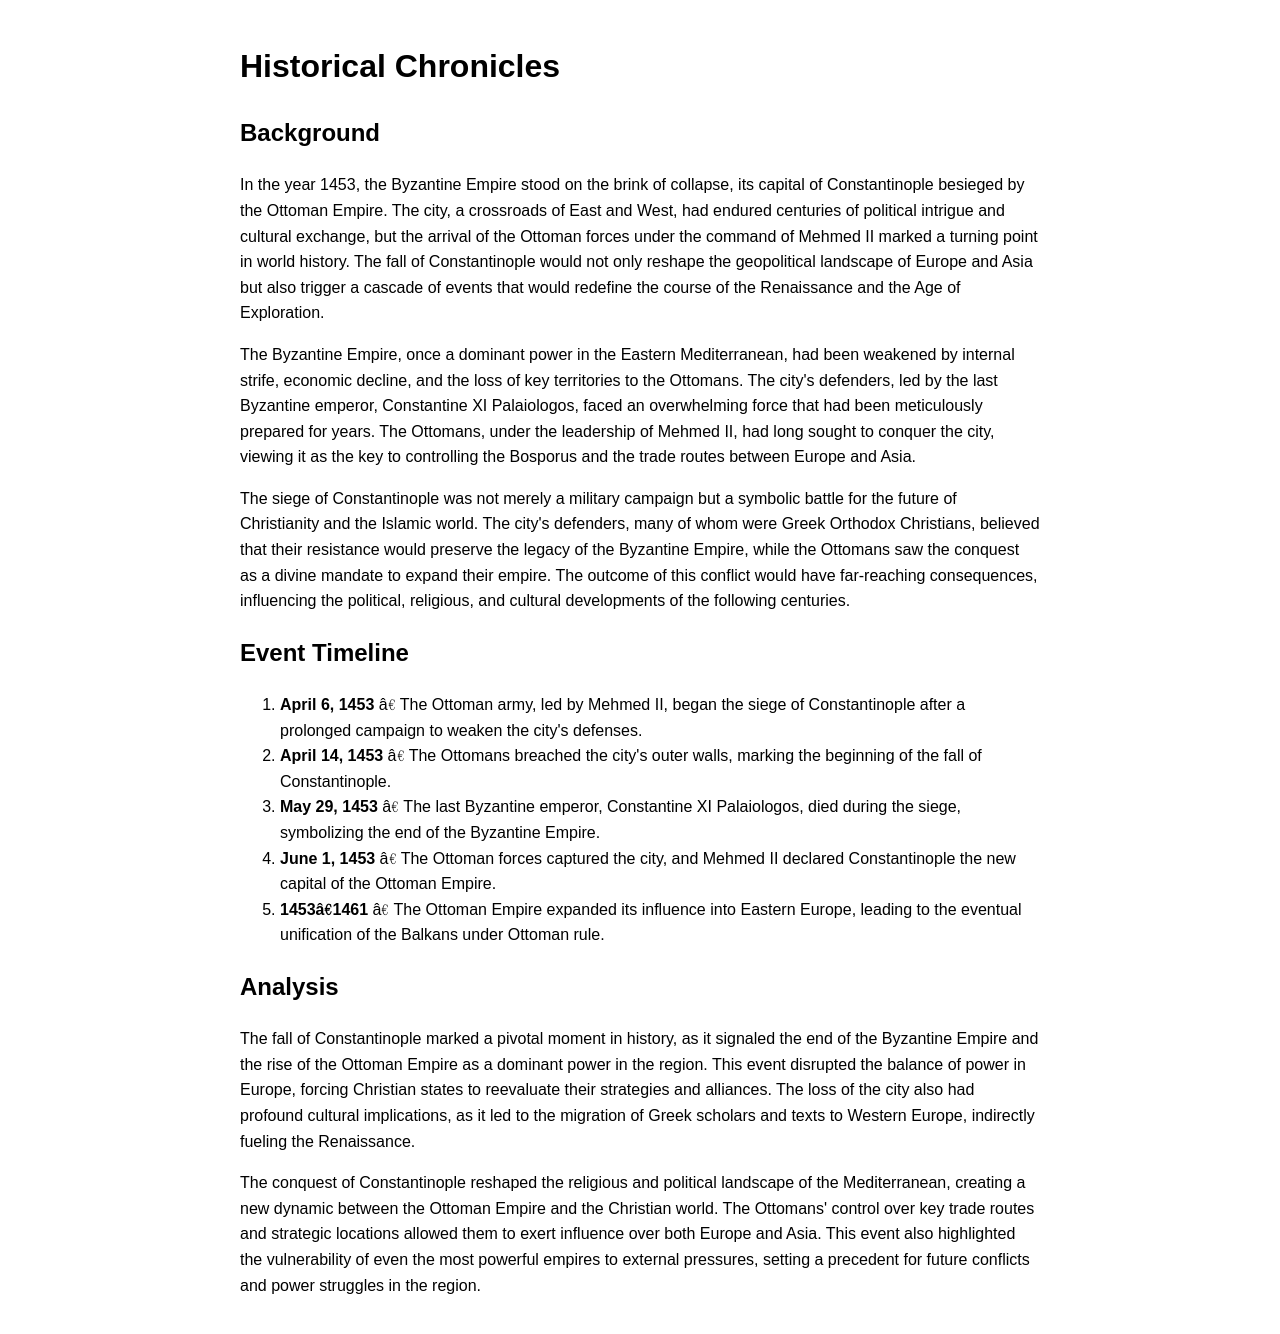 Historical Chronicles
Background
In the year 1453, the Byzantine Empire stood on the brink of collapse, its capital of Constantinople besieged by
the Ottoman Empire. The city, a crossroads of East and West, had endured centuries of political intrigue and
cultural exchange, but the arrival of the Ottoman forces under the command of Mehmed II marked a turning point
in world history. The fall of Constantinople would not only reshape the geopolitical landscape of Europe and Asia
but also trigger a cascade of events that would redefine the course of the Renaissance and the Age of
Exploration.
The Byzantine Empire, once a dominant power in the Eastern Mediterranean, had been weakened by internal
strife, economic decline, and the loss of key territories to the Ottomans. The city's defenders, led by the last
Byzantine emperor, Constantine XI Palaiologos, faced an overwhelming force that had been meticulously
prepared for years. The Ottomans, under the leadership of Mehmed II, had long sought to conquer the city,
viewing it as the key to controlling the Bosporus and the trade routes between Europe and Asia.
The siege of Constantinople was not merely a military campaign but a symbolic battle for the future of
Christianity and the Islamic world. The city's defenders, many of whom were Greek Orthodox Christians, believed
that their resistance would preserve the legacy of the Byzantine Empire, while the Ottomans saw the conquest
as a divine mandate to expand their empire. The outcome of this conflict would have far-reaching consequences,
influencing the political, religious, and cultural developments of the following centuries.
Event Timeline
1. April 6, 1453 â€ The Ottoman army, led by Mehmed II, began the siege of Constantinople after a
prolonged campaign to weaken the city's defenses.
2. April 14, 1453 â€ The Ottomans breached the city's outer walls, marking the beginning of the fall of
Constantinople.
3. May 29, 1453 â€ The last Byzantine emperor, Constantine XI Palaiologos, died during the siege,
symbolizing the end of the Byzantine Empire.
4. June 1, 1453 â€ The Ottoman forces captured the city, and Mehmed II declared Constantinople the new
capital of the Ottoman Empire.
5. 1453â€1461 â€ The Ottoman Empire expanded its influence into Eastern Europe, leading to the eventual
unification of the Balkans under Ottoman rule.
Analysis
The fall of Constantinople marked a pivotal moment in history, as it signaled the end of the Byzantine Empire and
the rise of the Ottoman Empire as a dominant power in the region. This event disrupted the balance of power in
Europe, forcing Christian states to reevaluate their strategies and alliances. The loss of the city also had
profound cultural implications, as it led to the migration of Greek scholars and texts to Western Europe, indirectly
fueling the Renaissance.
The conquest of Constantinople reshaped the religious and political landscape of the Mediterranean, creating a
new dynamic between the Ottoman Empire and the Christian world. The Ottomans' control over key trade routes
and strategic locations allowed them to exert influence over both Europe and Asia. This event also highlighted
the vulnerability of even the most powerful empires to external pressures, setting a precedent for future conflicts
and power struggles in the region.